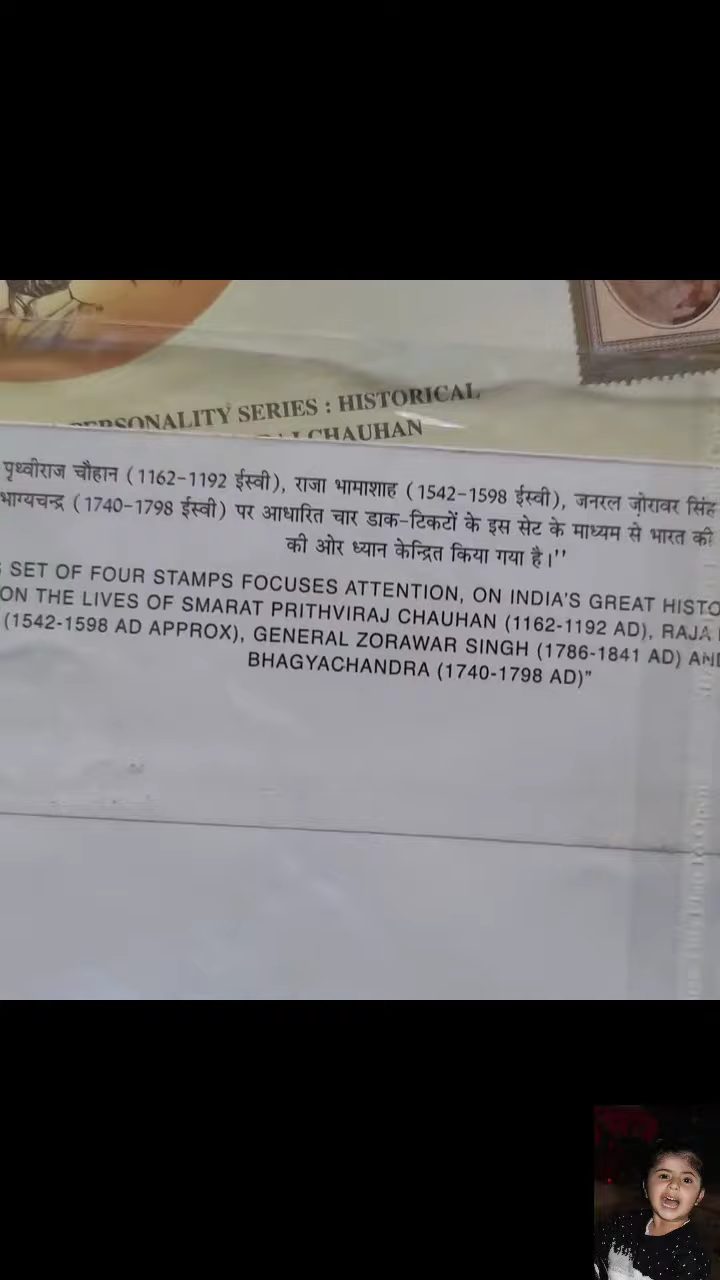 PERSONALITY SERIES : HISTORICAL
CHAUHAN
पृथ्वीराज चौहान (1162-1192 ईस्वी), राजा भामाशाह (1542-1598 ईस्वी), जनरल ज़ोरावर सिंह
भाग्यचन्द्र (1740-1798 ईस्वी) पर आधारित चार डाक-टिकटों के इस सेट के माध्यम से भारत की
की ओर ध्यान केन्द्रित किया गया है।''
SET OF FOUR STAMPS FOCUSES ATTENTION, ON INDIA'S GREAT HISTO
ON THE LIVES OF SMARAT PRITHVIRAJ CHAUHAN (1162-1192 AD), RAJA
(1542-1598 AD APPROX), GENERAL ZORAWAR SINGH (1786-1841 AD) AND
BHAGYACHANDRA (1740-1798 AD)"